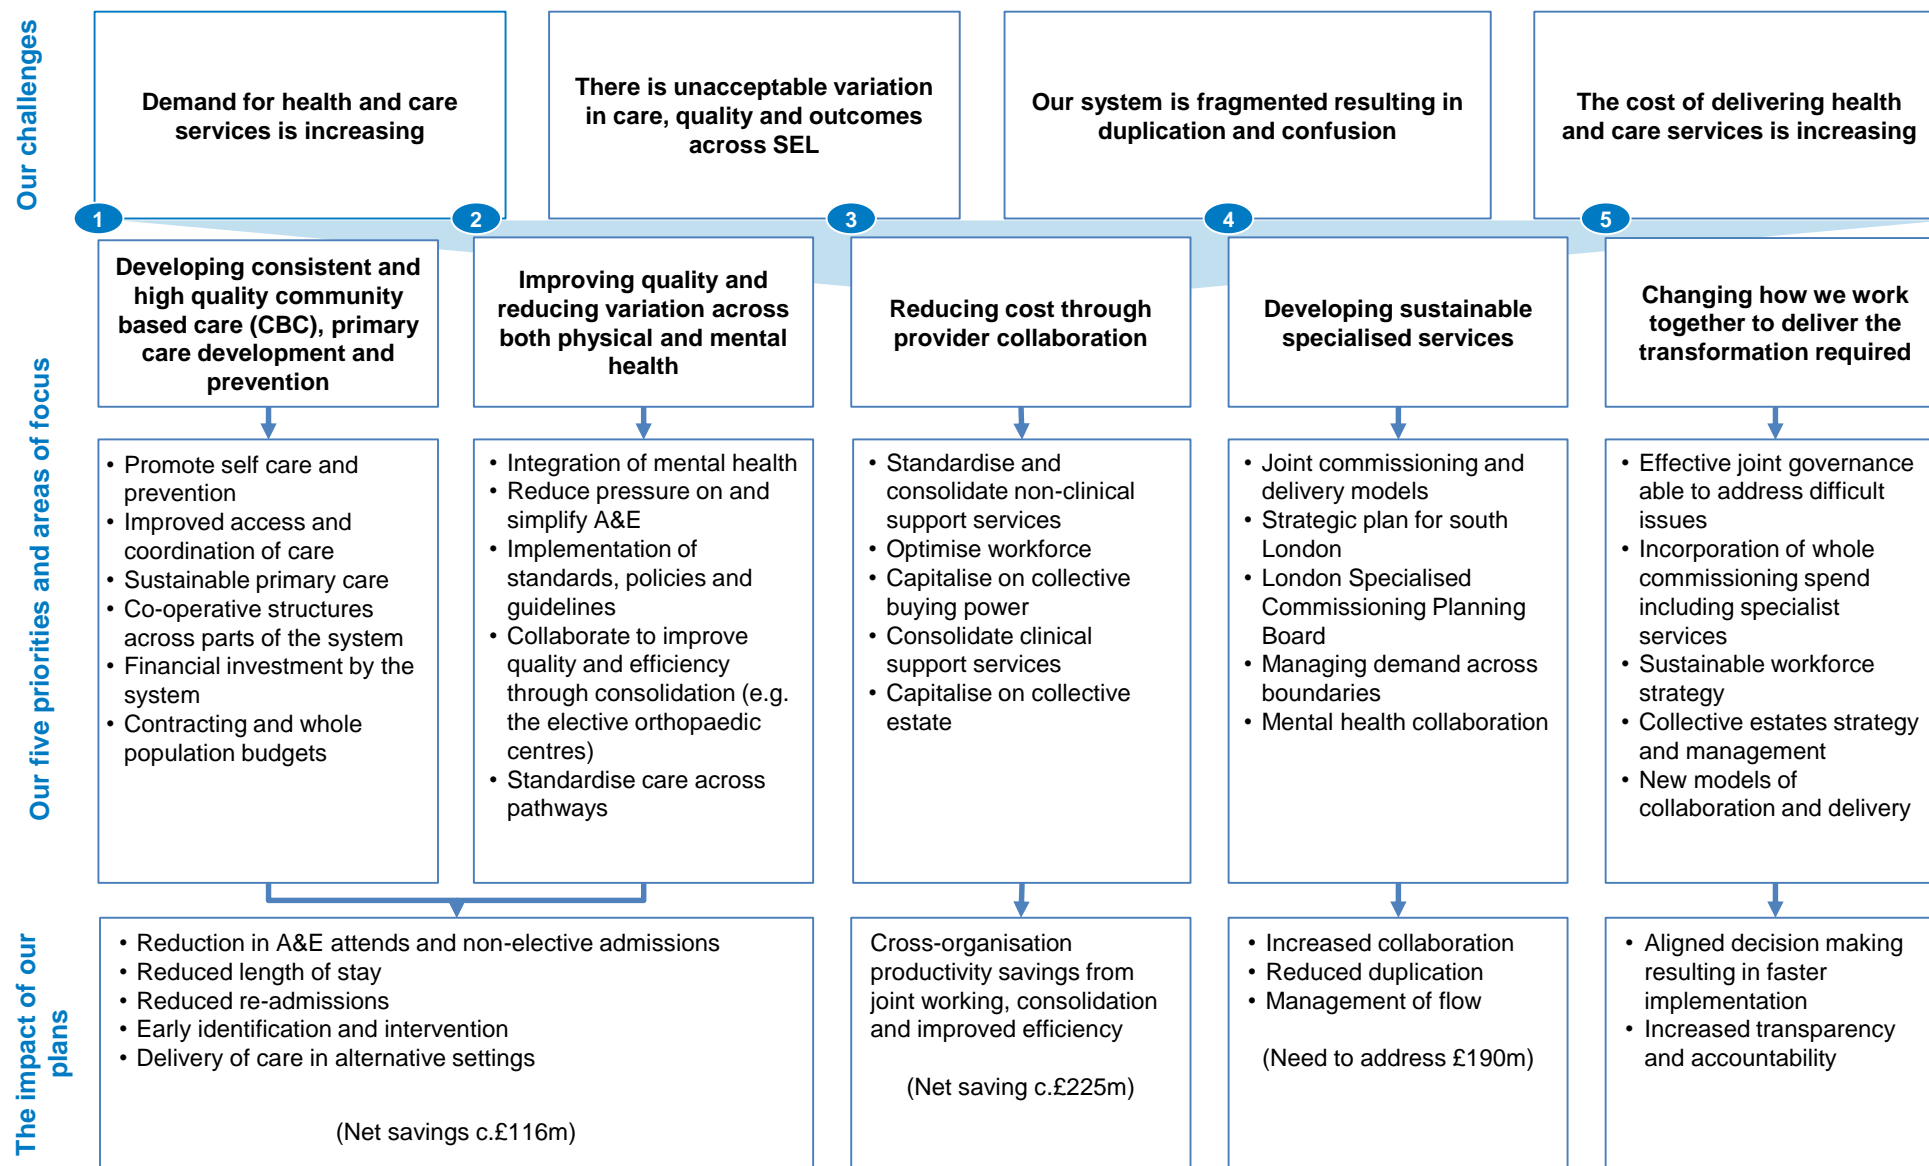 Our challenges
Demand for health and care
services is increasing
There is unacceptable variation
in care, quality and outcomes
across SEL
Our system is fragmented resulting in
duplication and confusion
The cost of delivering health
and care services is increasing
Our five priorities and areas of focus
1
Developing consistent and
high quality community
based care (CBC), primary
care development and
prevention
2
Improving quality and
reducing variation across
both physical and mental
health
3
Reducing cost through
provider collaboration
4
Developing sustainable
specialised services
5
Changing how we work
together to deliver the
transformation required
• Promote self care and
prevention
• Improved access and
coordination of care
• Sustainable primary care
• Co-operative structures
across parts of the system
• Financial investment by the
system
• Contracting and whole
population budgets
• Integration of mental health
• Reduce pressure on and
simplify A&E
• Implementation of
standards, policies and
guidelines
• Collaborate to improve
quality and efficiency
through consolidation (e.g.
the elective orthopaedic
centres)
• Standardise care across
pathways
• Standardise and
consolidate non-clinical
support services
• Optimise workforce
• Capitalise on collective
buying power
• Consolidate clinical
support services
• Capitalise on collective
estate
• Joint commissioning and
delivery models
• Strategic plan for south
London
• London Specialised
Commissioning Planning
Board
• Managing demand across
boundaries
• Mental health collaboration
• Effective joint governance
able to address difficult
issues
• Incorporation of whole
commissioning spend
including specialist
services
• Sustainable workforce
strategy
• Collective estates strategy
and management
• New models of
collaboration and delivery
The impact of our
plans
• Reduction in A&E attends and non-elective admissions
• Reduced length of stay
• Reduced re-admissions
• Early identification and intervention
• Delivery of care in alternative settings
(Net savings c.£116m)
Cross-organisation
productivity savings from
joint working, consolidation
and improved efficiency
(Net saving c.£225m)
• Increased collaboration
• Reduced duplication
• Management of flow
(Need to address £190m)
• Aligned decision making
resulting in faster
implementation
• Increased transparency
and accountability